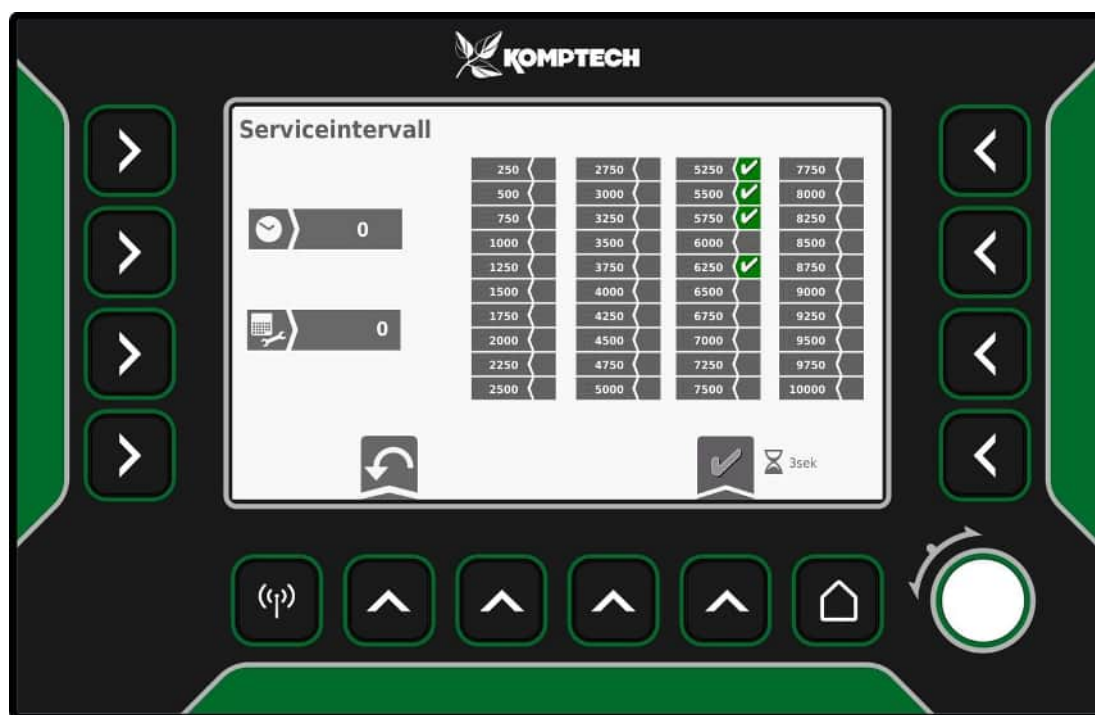 KOMPTECH
Serviceintervall
250 2750 5250 7750
500 3000 5500 8000
0
750 3250 5750 8250
1000 3500 6000 8500
1250 3750 6250 8750
1500 4000 6500 9000
0
1750 4250 6750 9250
2000 4500 7000 9500
2250 4750 7250 9750
2500 5000 7500 10000
3sek